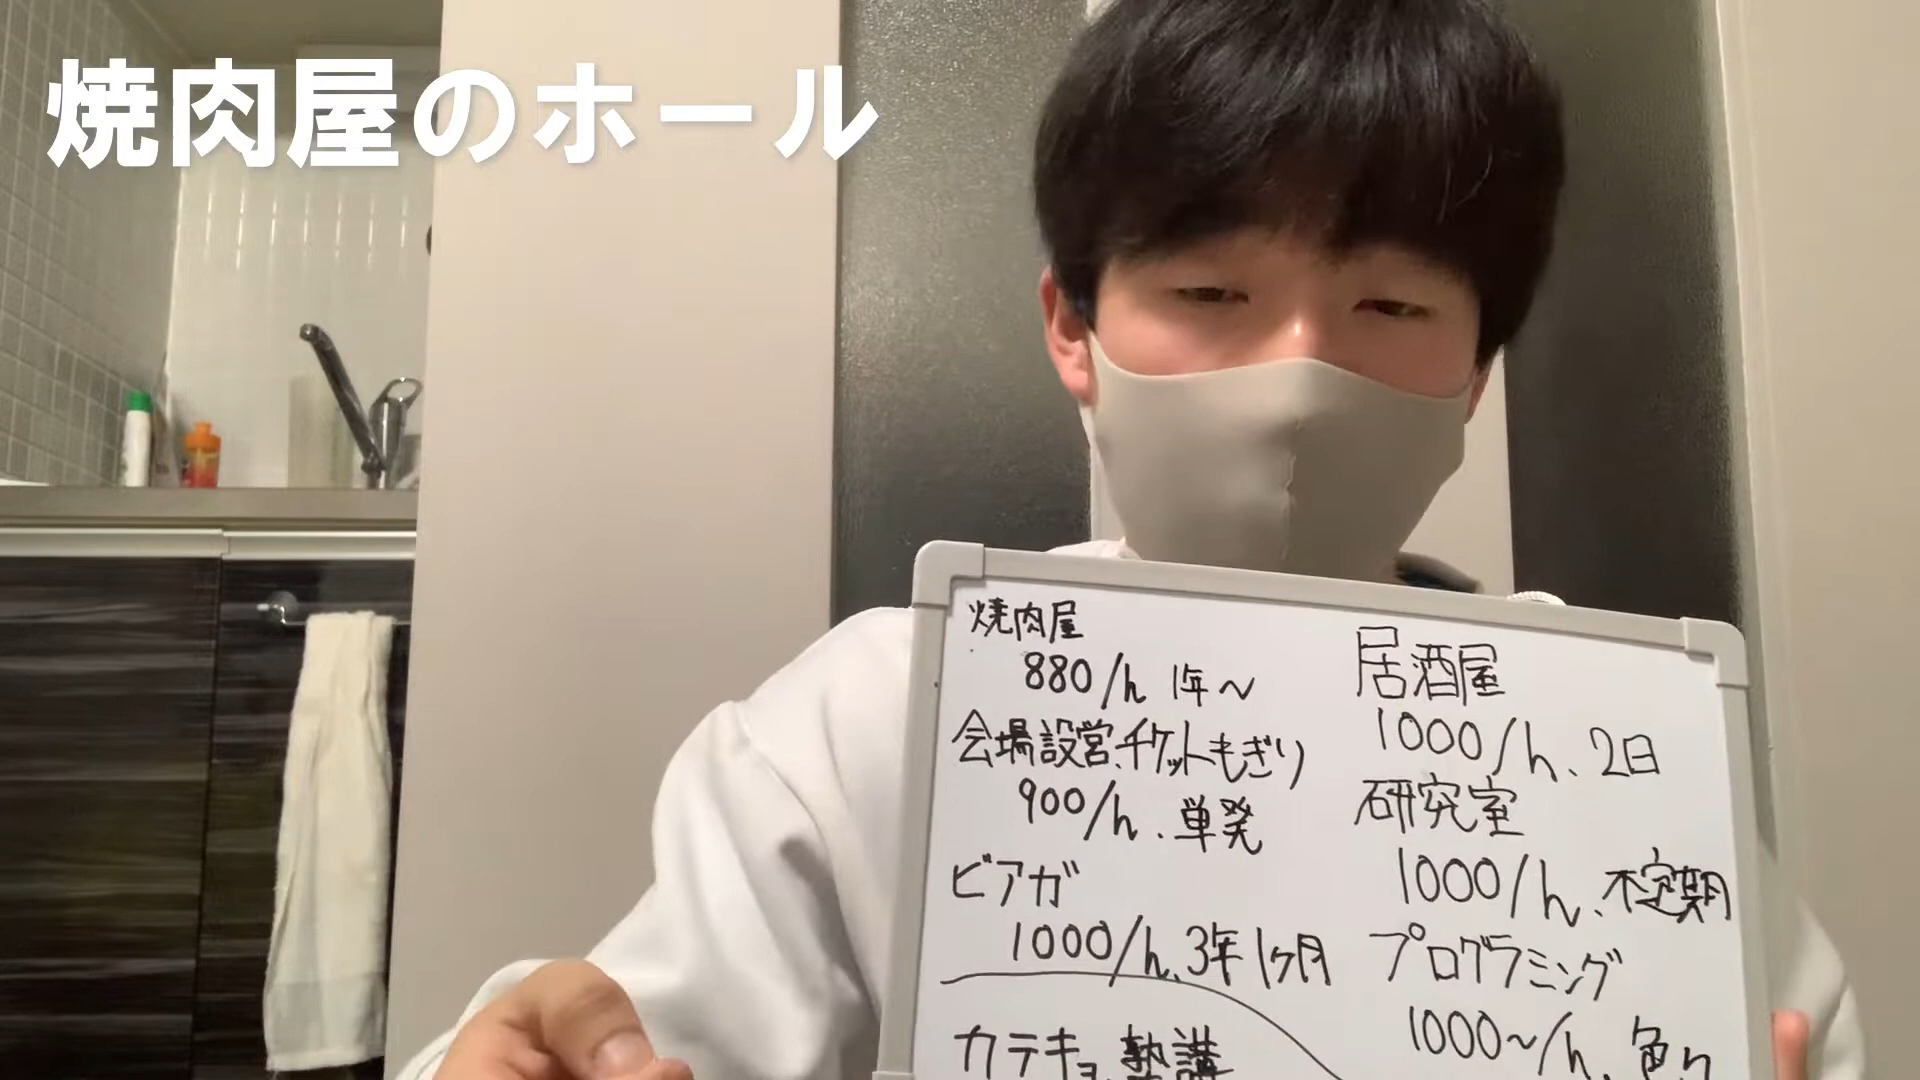 焼肉屋のホール
焼肉屋
880/h 1年~
会場設営、チケットもぎり
900/h、単発
ビアガ
1000/h、3年1ヶ月
カテキョ、塾講
居酒屋
1000/h、2日
研究室
1000/h、不定期
プログラミング
1000~/h、